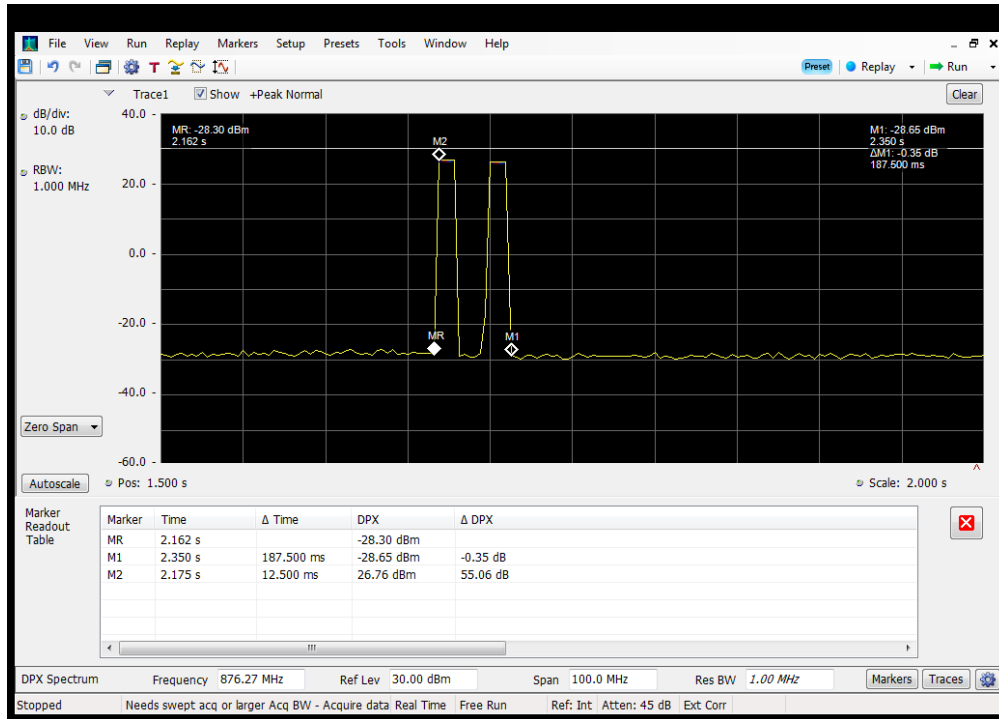 File View Run Replay Markers Setup Presets Tools Window Help
T Preset Replay Run
Trace1 Show +Peak Normal Clear
dB/div:
10.0 dB
RBW:
1.000 MHz
40.0
20.0
0.0
-20.0
-40.0
-60.0
MR: -28.30 dBm
2.162 s
M1: -28.65 dBm
2.350 s
ΔM1: -0.35 dB
187.500 ms
M2
MR
M1
Zero Span
Autoscale Pos: 1.500 s Scale: 2.000 s
Marker
Readout
Table
Marker Time Δ Time DPX Δ DPX
MR 2.162 s -28.30 dBm
M1 2.350 s 187.500 ms -28.65 dBm -0.35 dB
M2 2.175 s 12.500 ms 26.76 dBm 55.06 dB
DPX Spectrum Frequency 876.27 MHz Ref Lev 30.00 dBm Span 100.0 MHz Res BW 1.00 MHz Markers Traces
Stopped Needs swept acq or larger Acq BW - Acquire data Real Time Free Run Ref: Int Atten: 45 dB Ext Corr